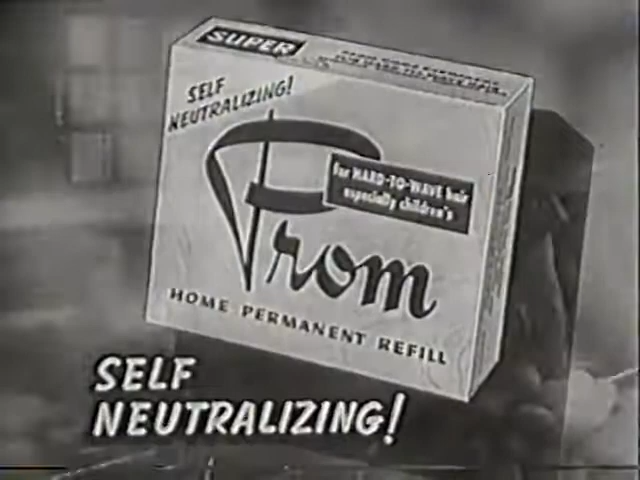 SUPER
SELF
NEUTRALIZING!
for HARD-TO-WAVE hair
especially children's
Prom
HOME PERMANENT REFILL
SELF
NEUTRALIZING!